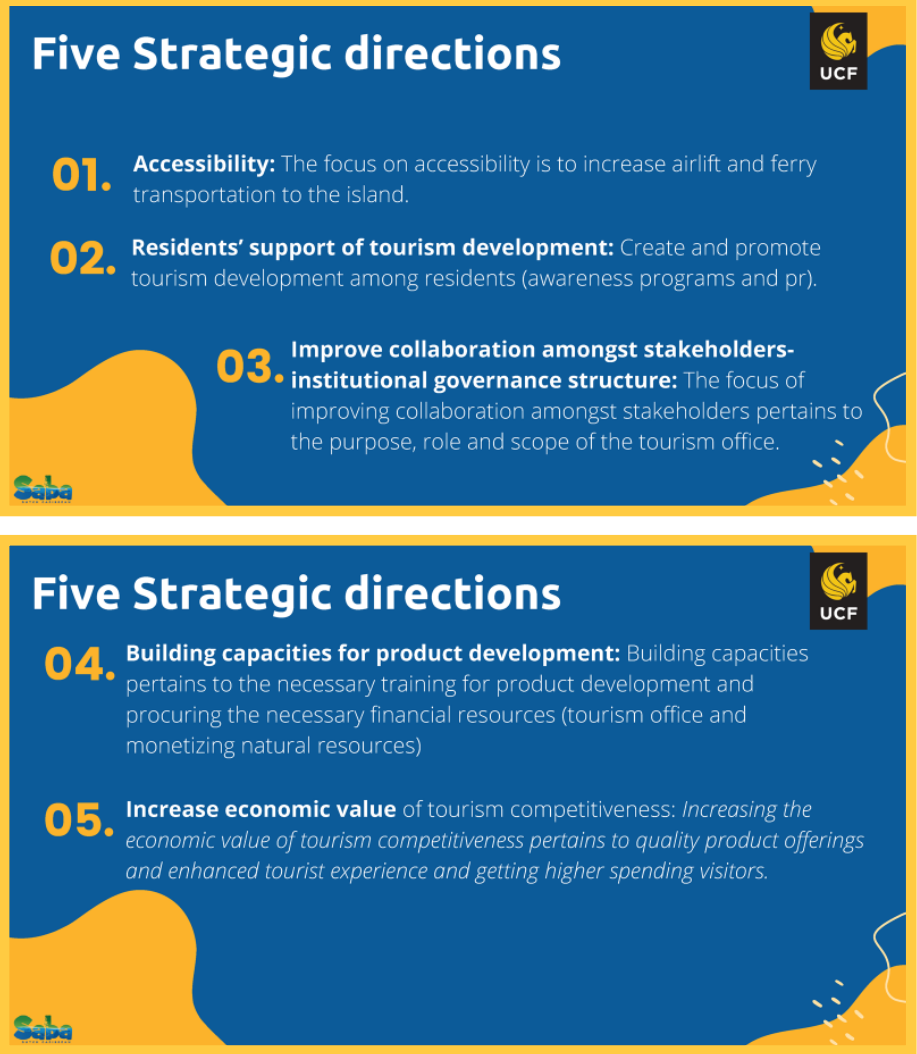 Five Strategic directions
UCF
01. Accessibility: The focus on accessibility is to increase airlift and ferry
transportation to the island.
02. Residents’ support of tourism development: Create and promote
tourism development among residents (awareness programs and pr).
03. Improve collaboration amongst stakeholders-
institutional governance structure: The focus of
improving collaboration amongst stakeholders pertains to
the purpose, role and scope of the tourism office.
Saba
DUTCH CARIBBEAN
Five Strategic directions
UCF
04. Building capacities for product development: Building capacities
pertains to the necessary training for product development and
procuring the necessary financial resources (tourism office and
monetizing natural resources)
05. Increase economic value of tourism competitiveness: Increasing the
economic value of tourism competitiveness pertains to quality product offerings
and enhanced tourist experience and getting higher spending visitors.
Saba
DUTCH CARIBBEAN